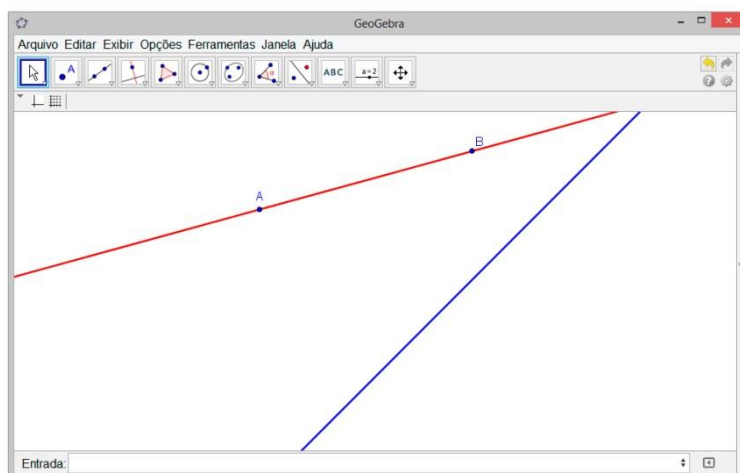 GeoGebra
Arquivo Editar Exibir Opções Ferramentas Janela Ajuda
A α ABC a=2
B
A
Entrada: